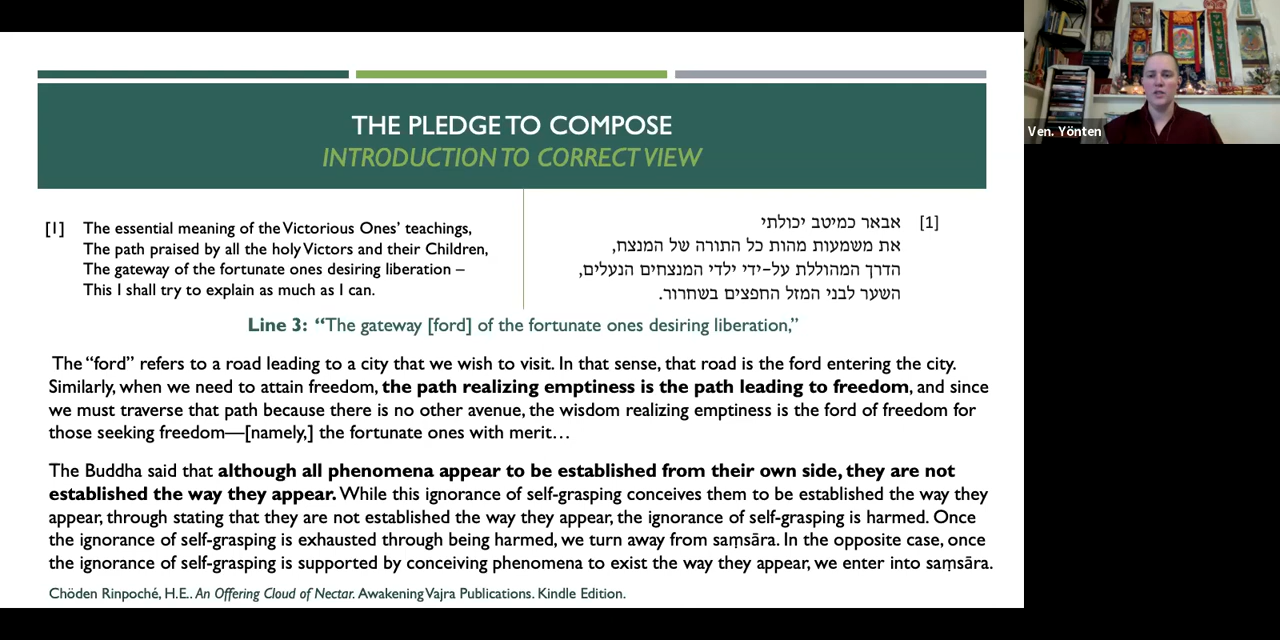 THE PLEDGE TO COMPOSE
INTRODUCTION TO CORRECT VIEW
[1] The essential meaning of the Victorious Ones’ teachings,
The path praised by all the holy Victors and their Children,
The gateway of the fortunate ones desiring liberation –
This I shall try to explain as much as I can.
[1] אבאר כמיטב יכולתי
את משמעות מהות כל התורה של המנצח,
הדרך המהוללת על-ידי ילדי המנצחים הנעלים,
השער לבני המזל החפצים בשחרור.
Line 3: “The gateway [ford] of the fortunate ones desiring liberation,”
The “ford” refers to a road leading to a city that we wish to visit. In that sense, that road is the ford entering the city.
Similarly, when we need to attain freedom, the path realizing emptiness is the path leading to freedom, and since
we must traverse that path because there is no other avenue, the wisdom realizing emptiness is the ford of freedom for
those seeking freedom—[namely,] the fortunate ones with merit…
The Buddha said that although all phenomena appear to be established from their own side, they are not
established the way they appear. While this ignorance of self-grasping conceives them to be established the way they
appear, through stating that they are not established the way they appear, the ignorance of self-grasping is harmed. Once
the ignorance of self-grasping is exhausted through being harmed, we turn away from saṃsāra. In the opposite case, once
the ignorance of self-grasping is supported by conceiving phenomena to exist the way they appear, we enter into saṃsāra.
Chöden Rinpoché, H.E.. An Offering Cloud of Nectar. Awakening Vajra Publications. Kindle Edition.
Ven. Yönten